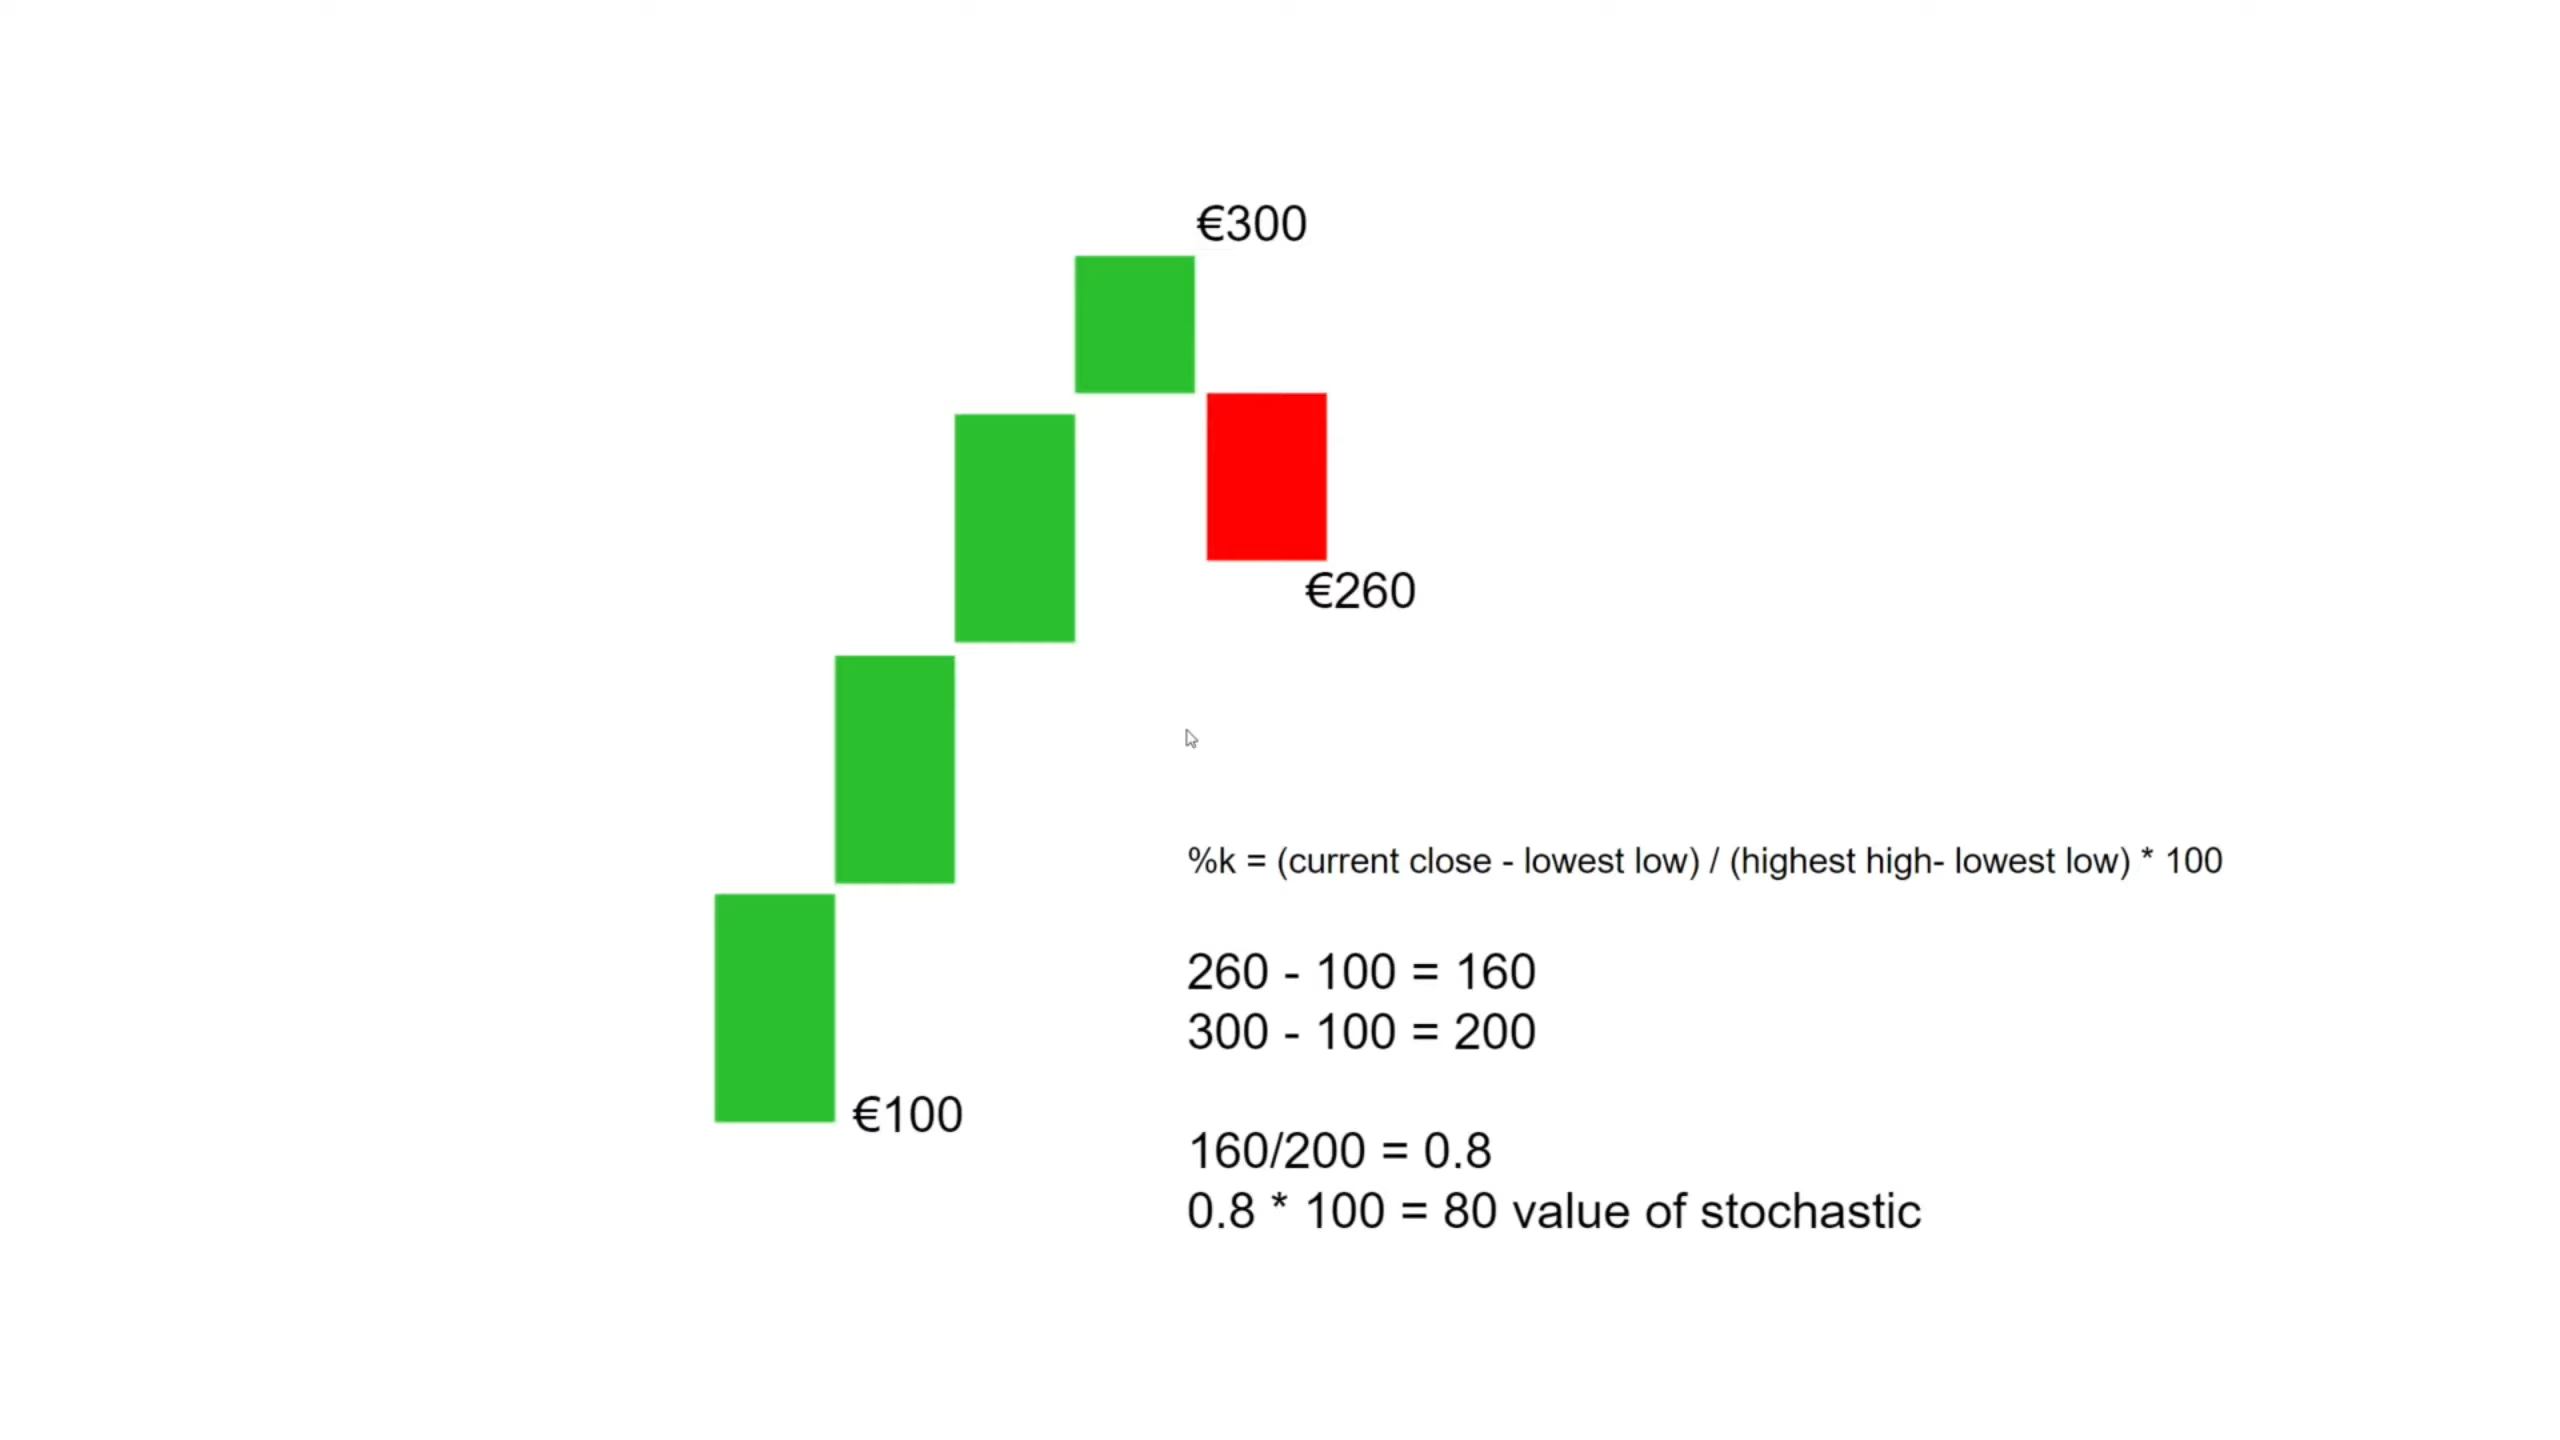 €300
€260
€100
%k = (current close - lowest low) / (highest high- lowest low) * 100
260 - 100 = 160
300 - 100 = 200
160/200 = 0.8
0.8 * 100 = 80 value of stochastic